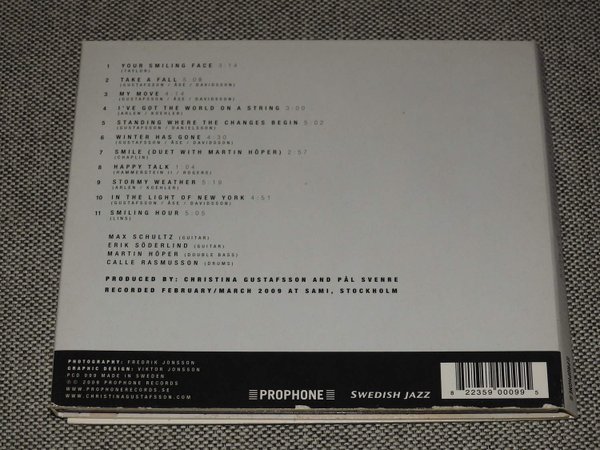 1 YOUR SMILING FACE 3:14
(TAYLOR)
2 TAKE A FALL 5:08
(GUSTAFSSON / ÅSE / DAVIDSSON)
3 MY MOVE 4:14
(GUSTAFSSON / ÅSE / DAVIDSSON)
4 I'VE GOT THE WORLD ON A STRING 3:00
(ARLEN / KOEHLER)
5 STANDING WHERE THE CHANGES BEGIN 5:02
(GUSTAFSSON / DANIELSSON)
6 WINTER HAS GONE 4:30
(GUSTAFSSON / ÅSE / DAVIDSSON)
7 SMILE (DUET WITH MARTIN HÖPER) 2:57
(CHAPLIN)
8 HAPPY TALK 1:04
(HAMMERSTEIN II / ROGERS)
9 STORMY WEATHER 5:19
(ARLEN / KOEHLER)
10 IN THE LIGHT OF NEW YORK 4:51
(GUSTAFSSON / ÅSE / DAVIDSSON)
11 SMILING HOUR 5:05
(LINS)
MAX SCHULTZ (GUITAR)
ERIK SÖDERLIND (GUITAR)
MARTIN HÖPER (DOUBLE BASS)
CALLE RASMUSSON (DRUMS)
PRODUCED BY: CHRISTINA GUSTAFSSON AND PÅL SVENRE
RECORDED FEBRUARY/MARCH 2009 AT SAMI, STOCKHOLM
PHOTOGRAPHY: FREDRIK JONSSON
GRAPHIC DESIGN: VIKTOR JONSSON
PCD 099 MADE IN SWEDEN
℗ © 2009 PROPHONE RECORDS
WWW.PROPHONERECORDS.SE
WWW.CHRISTINAGUSTAFSSON.COM
PROPHONE
SWEDISH JAZZ
8 22359 00099 5